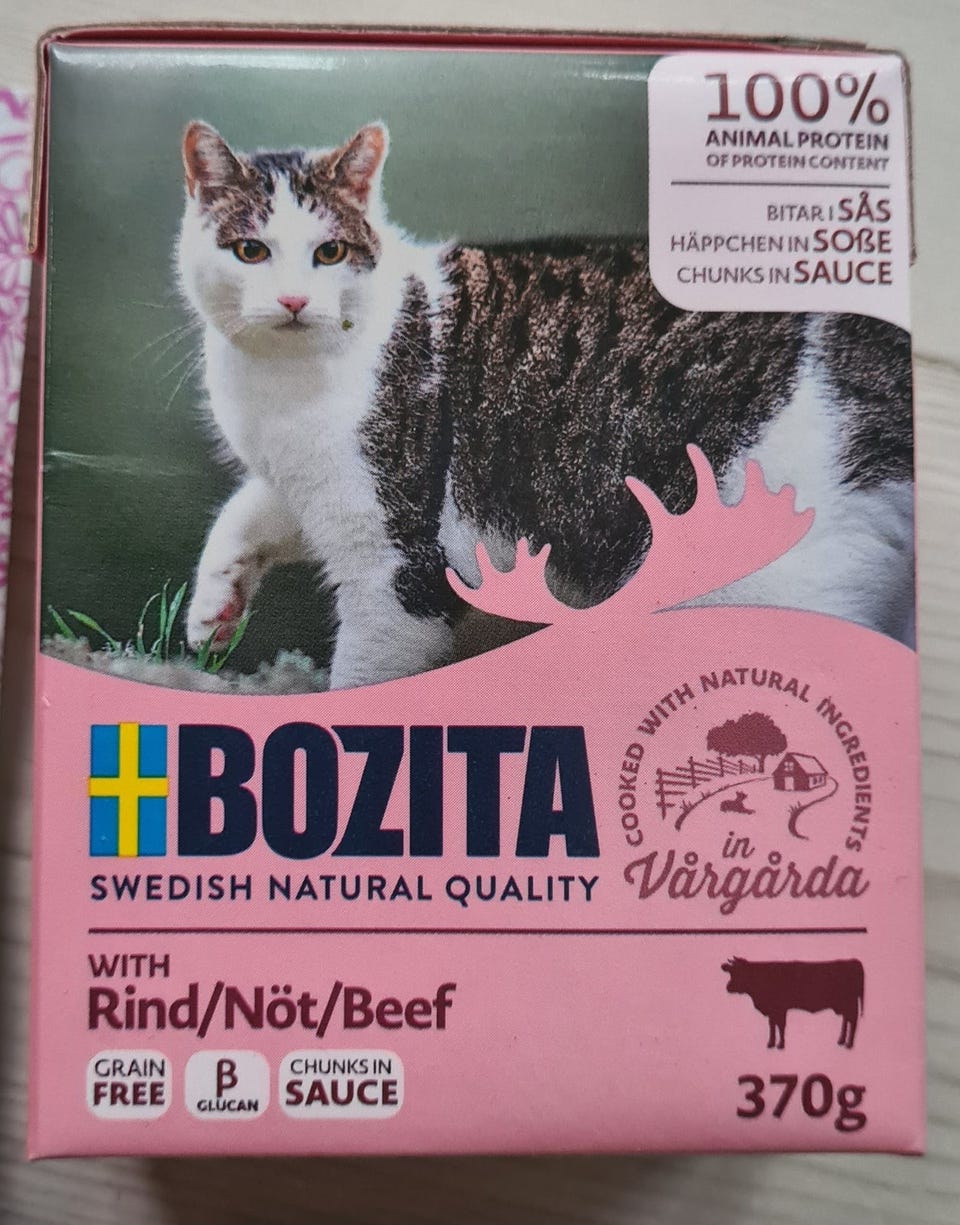 100%
ANIMAL PROTEIN
OF PROTEIN CONTENT
BITAR I SÅS
HÄPPCHEN IN SOßE
CHUNKS IN SAUCE
BOZITA
SWEDISH NATURAL QUALITY
COOKED WITH NATURAL INGREDIENTS
in
Vårgårda
WITH
Rind/Nöt/Beef
GRAIN
FREE
β
GLUCAN
CHUNKS IN
SAUCE
370g